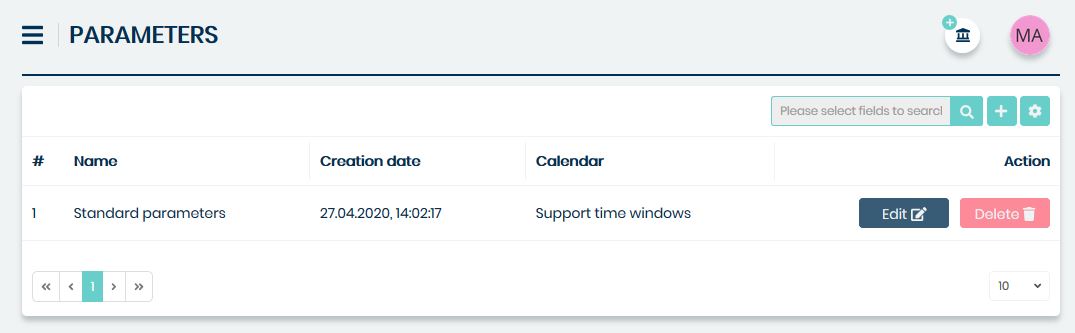 PARAMETERS
MA
Please select fields to search
# Name Creation date Calendar Action
1 Standard parameters 27.04.2020, 14:02:17 Support time windows Edit Delete
« ‹ 1 › » 10